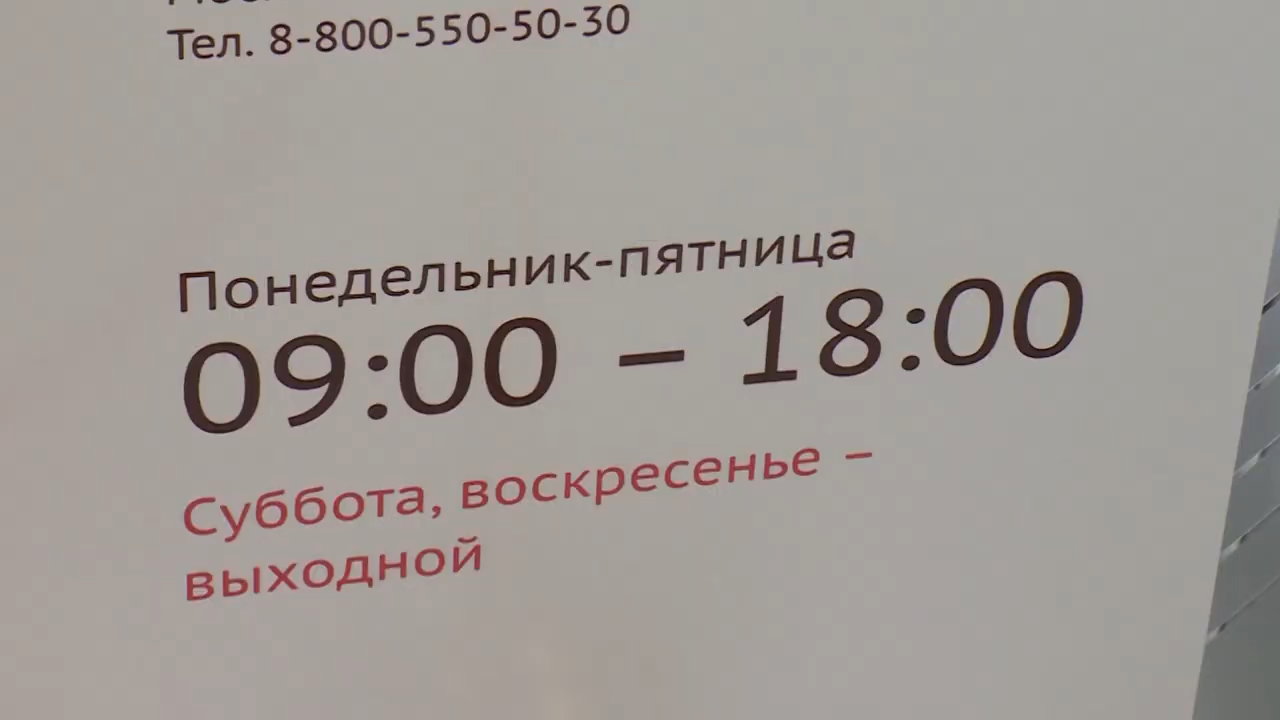 Тел. 8-800-550-50-30
Понедельник-пятница
09:00 – 18:00
Суббота, воскресенье –
выходной